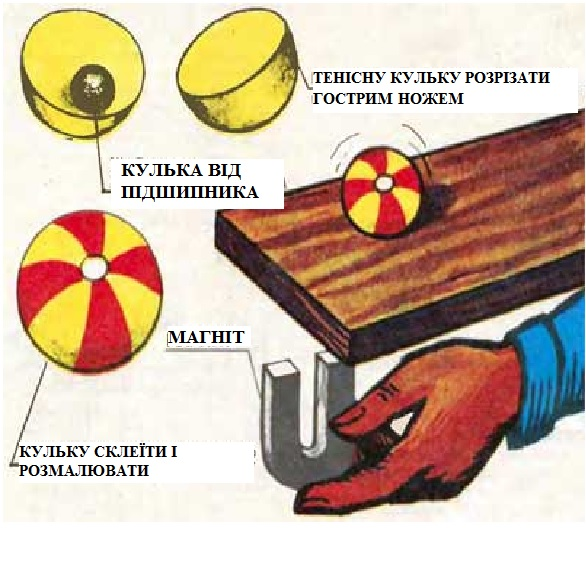 ТЕНІСНУ КУЛЬКУ РОЗРІЗАТИ
ГОСТРИМ НОЖЕМ
КУЛЬКА ВІД
ПІДШИПНИКА
МАГНІТ
КУЛЬКУ СКЛЕЇТИ І
РОЗМАЛЮВАТИ